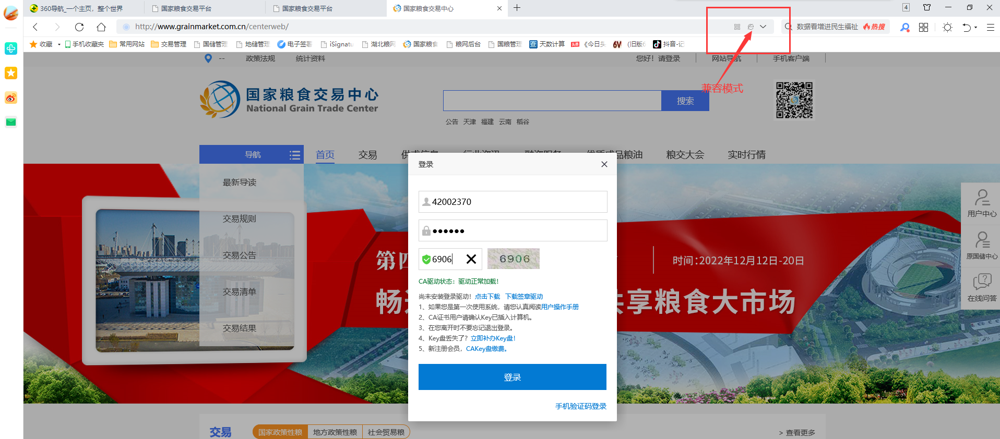 360导航_一个主页，整个世界
国家粮食交易平台
国家粮食交易平台
国家粮食交易中心
4
http://www.grainmarket.com.cn/centerweb/
数据看增进民生福祉
热搜
收藏
手机收藏夹
常用网站
交易管理
国储管理
地储管理
电子签署
iSignatu
湖北粮网
国家粮食
粮网后台
国粮管理
查
天数计算
头条
《今日头
6V
(旧版6
抖音-记
--
政策法规
统计资料
您好！请登录
网站导航
手机客户端
兼容模式
国家粮食交易中心
National Grain Trade Center
搜索
公告 天津 福建 云南 稻谷
导航
首页
交易
供求信息
行业资讯
融资服务
优质成品粮油
粮交大会
实时行情
最新导读
交易规则
交易公告
交易清单
交易结果
登录
42002370
●●●●●●
6906
6906
CA驱动状态：驱动正常加载！
尚未安装登录驱动！点击下载 下载签章驱动
1、如果您是第一次使用系统，请您认真阅读用户操作手册
2、CA证书用户请确认Key已插入计算机。
3、在您离开时不要忘记退出登录。
4、Key盘丢失了？立即补办Key盘！
5、新注册会员，CAKey盘缴费。
登录
手机验证码登录
第四
时间：2022年12月12日-20日
畅
共享粮食大市场
用户中心
原国储中心
在线问答
交易
国家政策性粮
地方政策性粮
社会贸易粮
> 查看更多